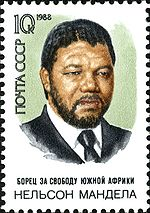 10к 1988
ПОЧТА СССР
БОРЕЦ ЗА СВОБОДУ ЮЖНОЙ АФРИКИ
НЕЛЬСОН МАНДЕЛА